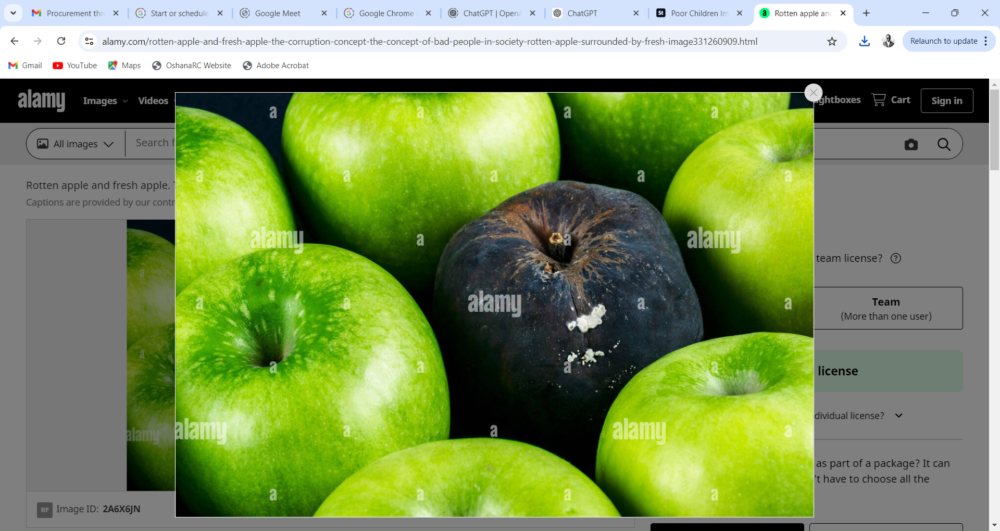 Procurement thr
Start or schedule
Google Meet
Google Chrome
ChatGPT | OpenA
ChatGPT
St
Poor Children Im
a
Rotten apple and
alamy.com/rotten-apple-and-fresh-apple-the-corruption-concept-the-concept-of-bad-people-in-society-rotten-apple-surrounded-by-fresh-image331260909.html
Relaunch to update
Gmail
YouTube
Maps
OshanaRC Website
Adobe Acrobat
alamy
Images
Videos
ghtboxes
Cart
Sign in
All images
Search f
Rotten apple and fresh apple. T
Captions are provided by our contr
a a a a
a a a a a
alamy a alamy
a a alamy a a
a a a a
alamy a a alamy a
a a a a
a
a
alamy
team license?
Team
(More than one user)
license
dividual license?
as part of a package? It can
't have to choose all the
RF Image ID: 2A6X6JN